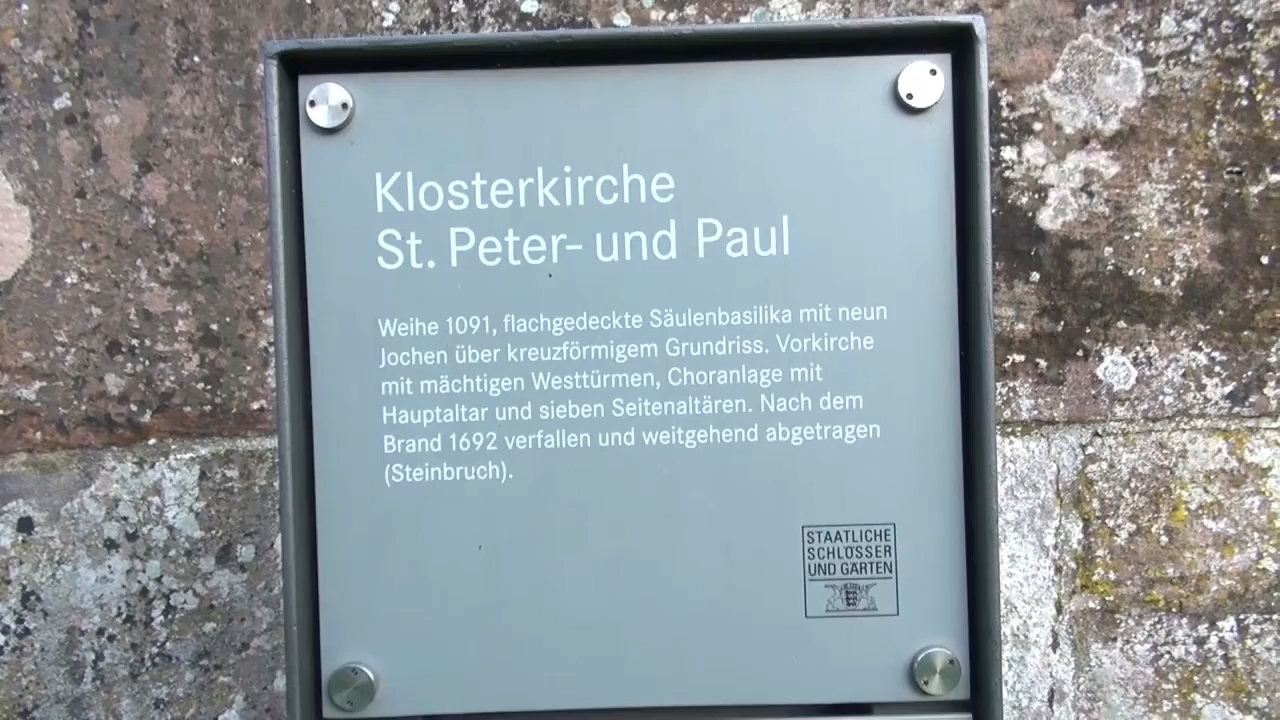 Klosterkirche
St. Peter- und Paul
Weihe 1091, flachgedeckte Säulenbasilika mit neun
Jochen über kreuzförmigem Grundriss. Vorkirche
mit mächtigen Westtürmen, Choranlage mit
Hauptaltar und sieben Seitenaltären. Nach dem
Brand 1692 verfallen und weitgehend abgetragen
(Steinbruch).
STAATLICHE
SCHLÖSSER
UND GÄRTEN